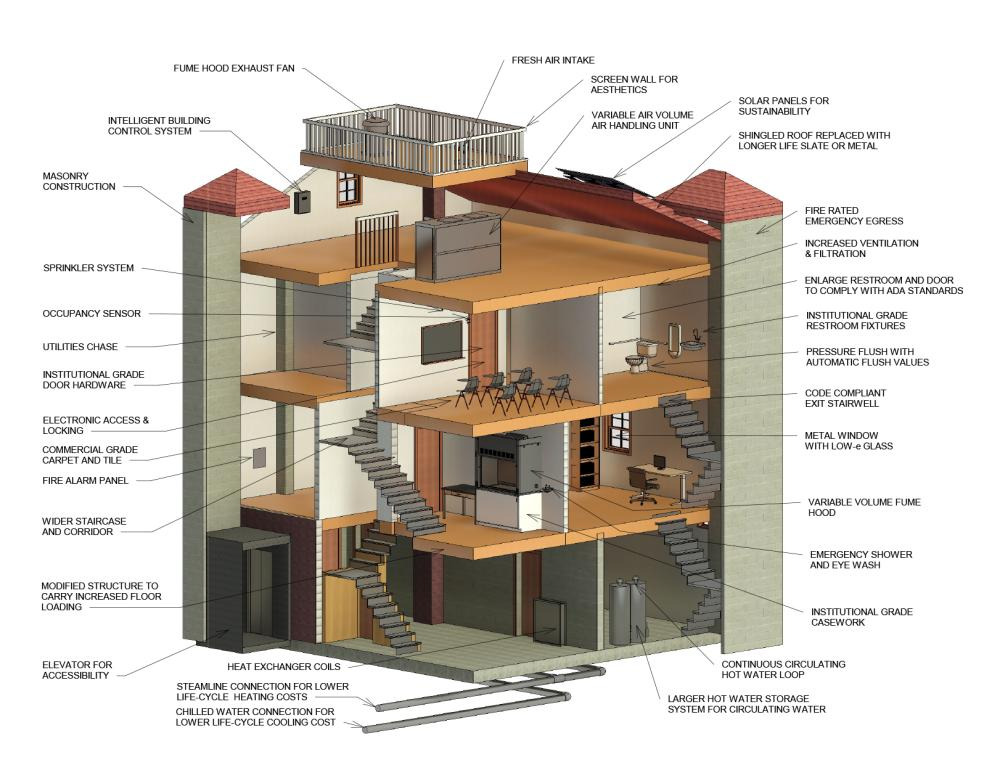 FUME HOOD EXHAUST FAN
FRESH AIR INTAKE
SCREEN WALL FOR
AESTHETICS
VARIABLE AIR VOLUME
AIR HANDLING UNIT
SOLAR PANELS FOR
SUSTAINABILITY
SHINGLED ROOF REPLACED WITH
LONGER LIFE SLATE OR METAL
INTELLIGENT BUILDING
CONTROL SYSTEM
MASONRY
CONSTRUCTION
SPRINKLER SYSTEM
OCCUPANCY SENSOR
UTILITIES CHASE
INSTITUTIONAL GRADE
DOOR HARDWARE
ELECTRONIC ACCESS &
LOCKING
COMMERCIAL GRADE
CARPET AND TILE
FIRE ALARM PANEL
WIDER STAIRCASE
AND CORRIDOR
MODIFIED STRUCTURE TO
CARRY INCREASED FLOOR
LOADING
ELEVATOR FOR
ACCESSIBILITY
FIRE RATED
EMERGENCY EGRESS
INCREASED VENTILATION
& FILTRATION
ENLARGE RESTROOM AND DOOR
TO COMPLY WITH ADA STANDARDS
INSTITUTIONAL GRADE
RESTROOM FIXTURES
PRESSURE FLUSH WITH
AUTOMATIC FLUSH VALUES
CODE COMPLIANT
EXIT STAIRWELL
METAL WINDOW
WITH LOW-e GLASS
VARIABLE VOLUME FUME
HOOD
EMERGENCY SHOWER
AND EYE WASH
INSTITUTIONAL GRADE
CASEWORK
CONTINUOUS CIRCULATING
HOT WATER LOOP
LARGER HOT WATER STORAGE
SYSTEM FOR CIRCULATING WATER
HEAT EXCHANGER COILS
STEAMLINE CONNECTION FOR LOWER
LIFE-CYCLE HEATING COSTS
CHILLED WATER CONNECTION FOR
LOWER LIFE-CYCLE COOLING COST